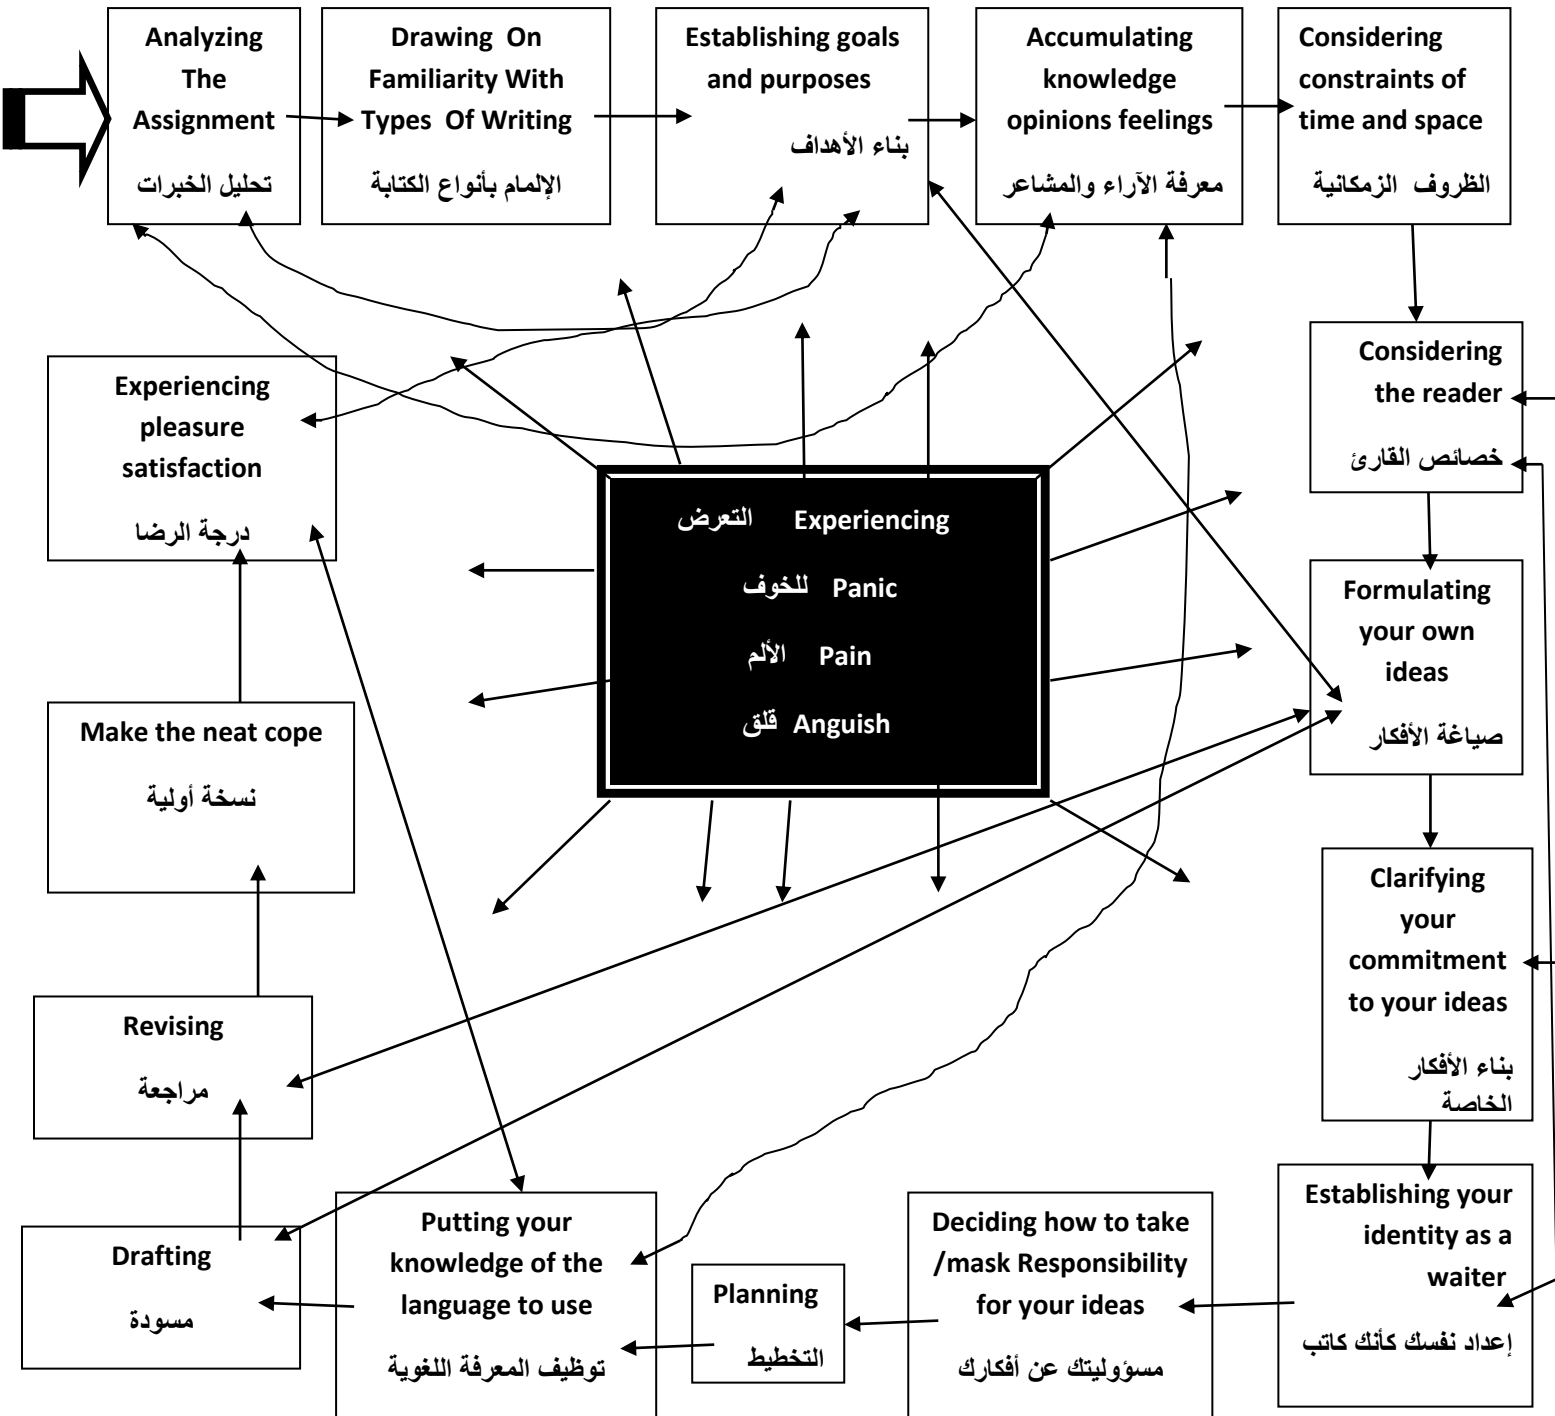 Analyzing
The
Assignment
تحليل الخبرات
Drawing On
Familiarity With
Types Of Writing
الإلمام بأنواع الكتابة
Establishing goals
and purposes
بناء الأهداف
Accumulating
knowledge
opinions feelings
معرفة الآراء والمشاعر
Considering
constraints of
time and space
الظروف الزمكانية
Considering
the reader
خصائص القارئ
Formulating
your own
ideas
صياغة الأفكار
Clarifying
your
commitment
to your ideas
بناء الأفكار
الخاصة
Establishing your
identity as a
waiter
إعداد نفسك كأنك كاتب
Deciding how to take
/mask Responsibility
for your ideas
مسؤوليتك عن أفكارك
Planning
التخطيط
Putting your
knowledge of the
language to use
توظيف المعرفة اللغوية
Drafting
مسودة
Revising
مراجعة
Make the neat cope
نسخة أولية
Experiencing
pleasure
satisfaction
درجة الرضا
التعرض Experiencing
للخوف Panic
الألم Pain
قلق Anguish